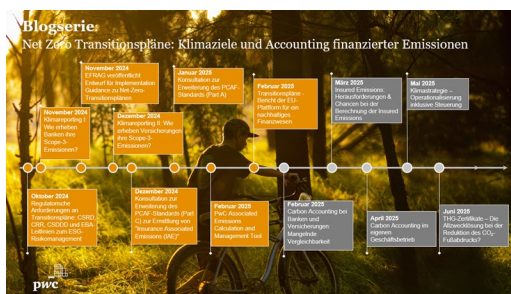 Blogserie
Net Zero Transitionspläne: Klimaziele und Accounting finanzierter Emissionen
November 2024
EFRAG veröffentlicht
Entwurf für Implementation
Guidance zu Net-Zero-
Transitionsplänen
Januar 2025
Konsultation zur
Erweiterung des PCAF-
Standards (Part A)
Februar 2025
Transitionspläne -
Bericht der EU-
Plattform für ein
nachhaltiges
Finanzwesen
März 2025
Insured Emissions:
Herausforderungen &
Chancen bei der
Berechnung der Insured
Emissions
Mai 2025
Klimastrategie –
Operationalisierung
inklusive Steuerung
November 2024
Klimareporting I:
Wie erheben
Banken ihre
Scope-3-
Emissionen?
Dezember 2024
Klimareporting II: Wie
erheben Versicherungen
ihre Scope-3-
Emissionen?
Oktober 2024
Regulatorische
Anforderungen an
Transitionspläne: CSRD,
CRR, CSDDD und EBA-
Leitlinien zum ESG-
Risikomanagement
Dezember 2024
Konsultation zur
Erweiterung des
PCAF-Standards (Part
C) zur Ermittlung von
"Insurance Associated
Emissions (IAE)"
Februar 2025
PwC Associated
Emissions
Calculation and
Management Tool
Februar 2025
Carbon Accounting bei
Banken und
Versicherungen:
Mangelnde
Vergleichbarkeit
April 2025
Carbon Accounting im
eigenen
Geschäftsbetrieb
Juni 2025
THG-Zertifikate – Die
Allzwecklösung bei der
Reduktion des CO₂-
Fußabdrucks?
pwc